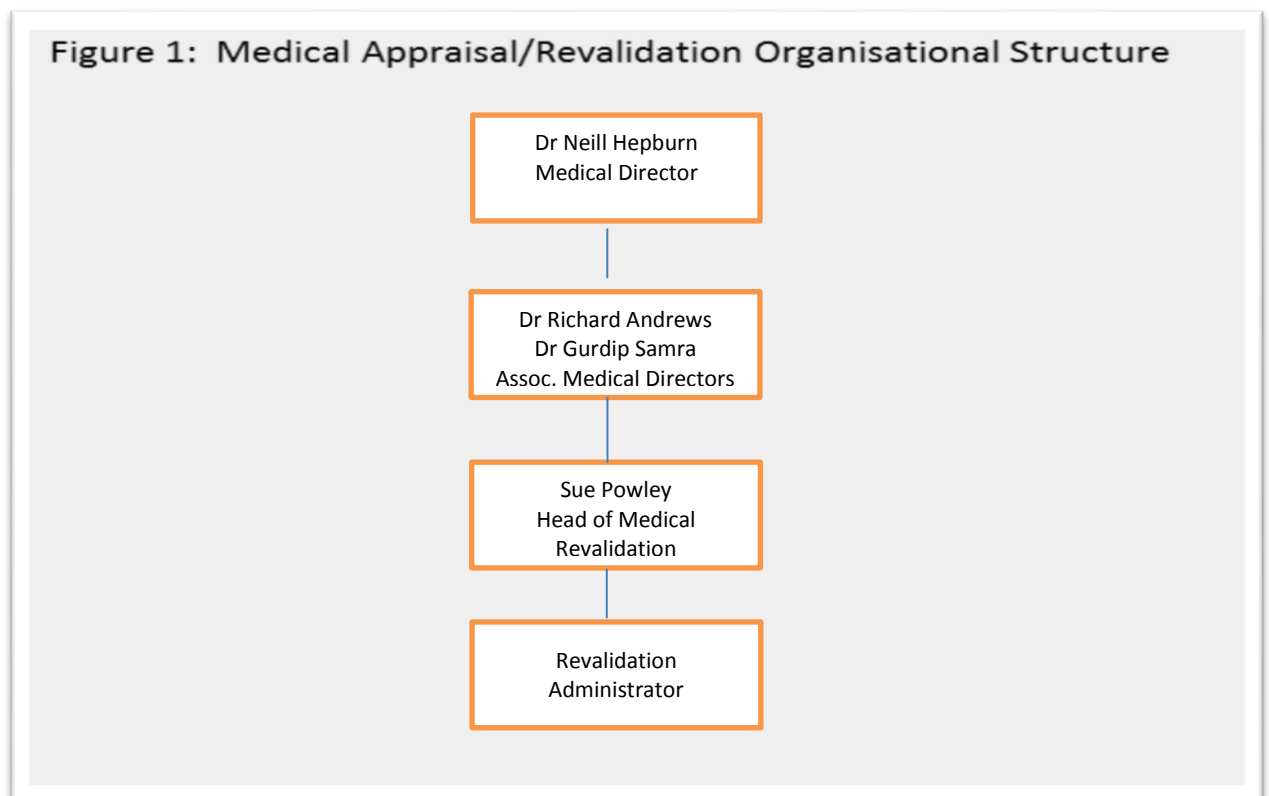 Figure 1: Medical Appraisal/Revalidation Organisational Structure
Dr Neill Hepburn
Medical Director
Dr Richard Andrews
Dr Gurdip Samra
Assoc. Medical Directors
Sue Powley
Head of Medical
Revalidation
Revalidation
Administrator